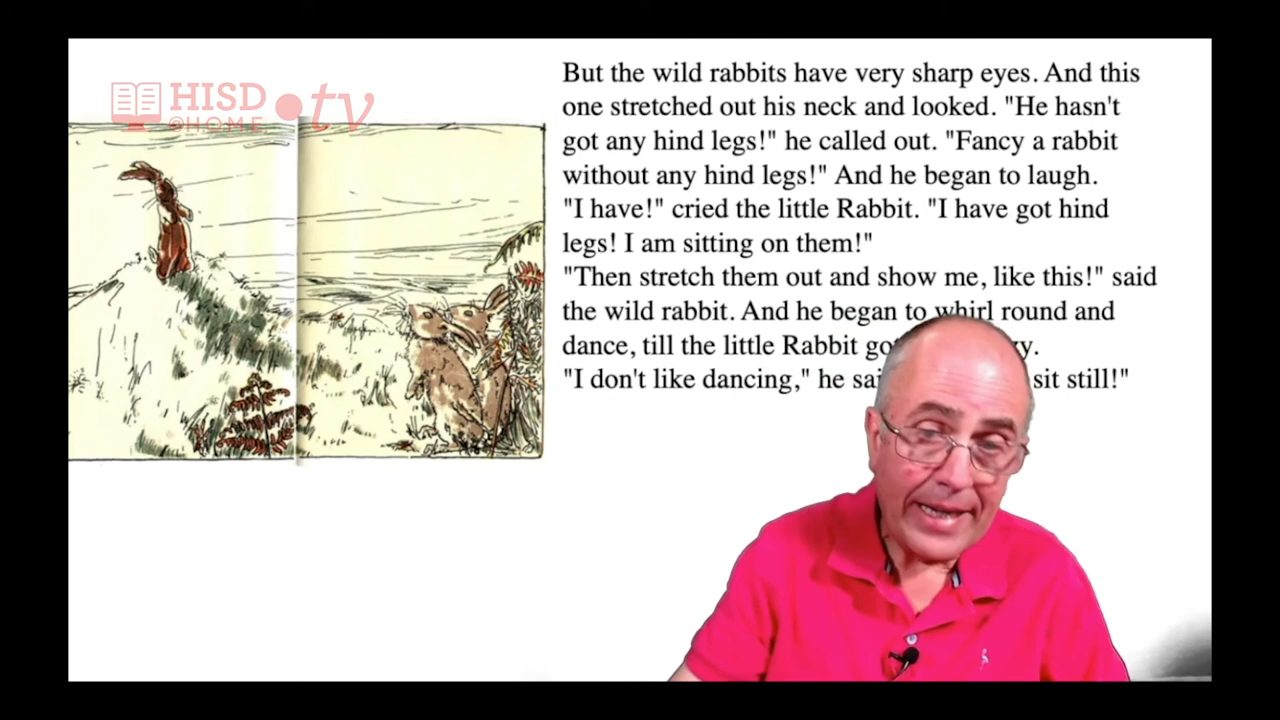 HISD
@HOME
.tv
But the wild rabbits have very sharp eyes. And this
one stretched out his neck and looked. "He hasn't
got any hind legs!" he called out. "Fancy a rabbit
without any hind legs!" And he began to laugh.
"I have!" cried the little Rabbit. "I have got hind
legs! I am sitting on them!"
"Then stretch them out and show me, like this!" said
the wild rabbit. And he began to whirl round and
dance, till the little Rabbit
"I don't like dancing," he sit still!"